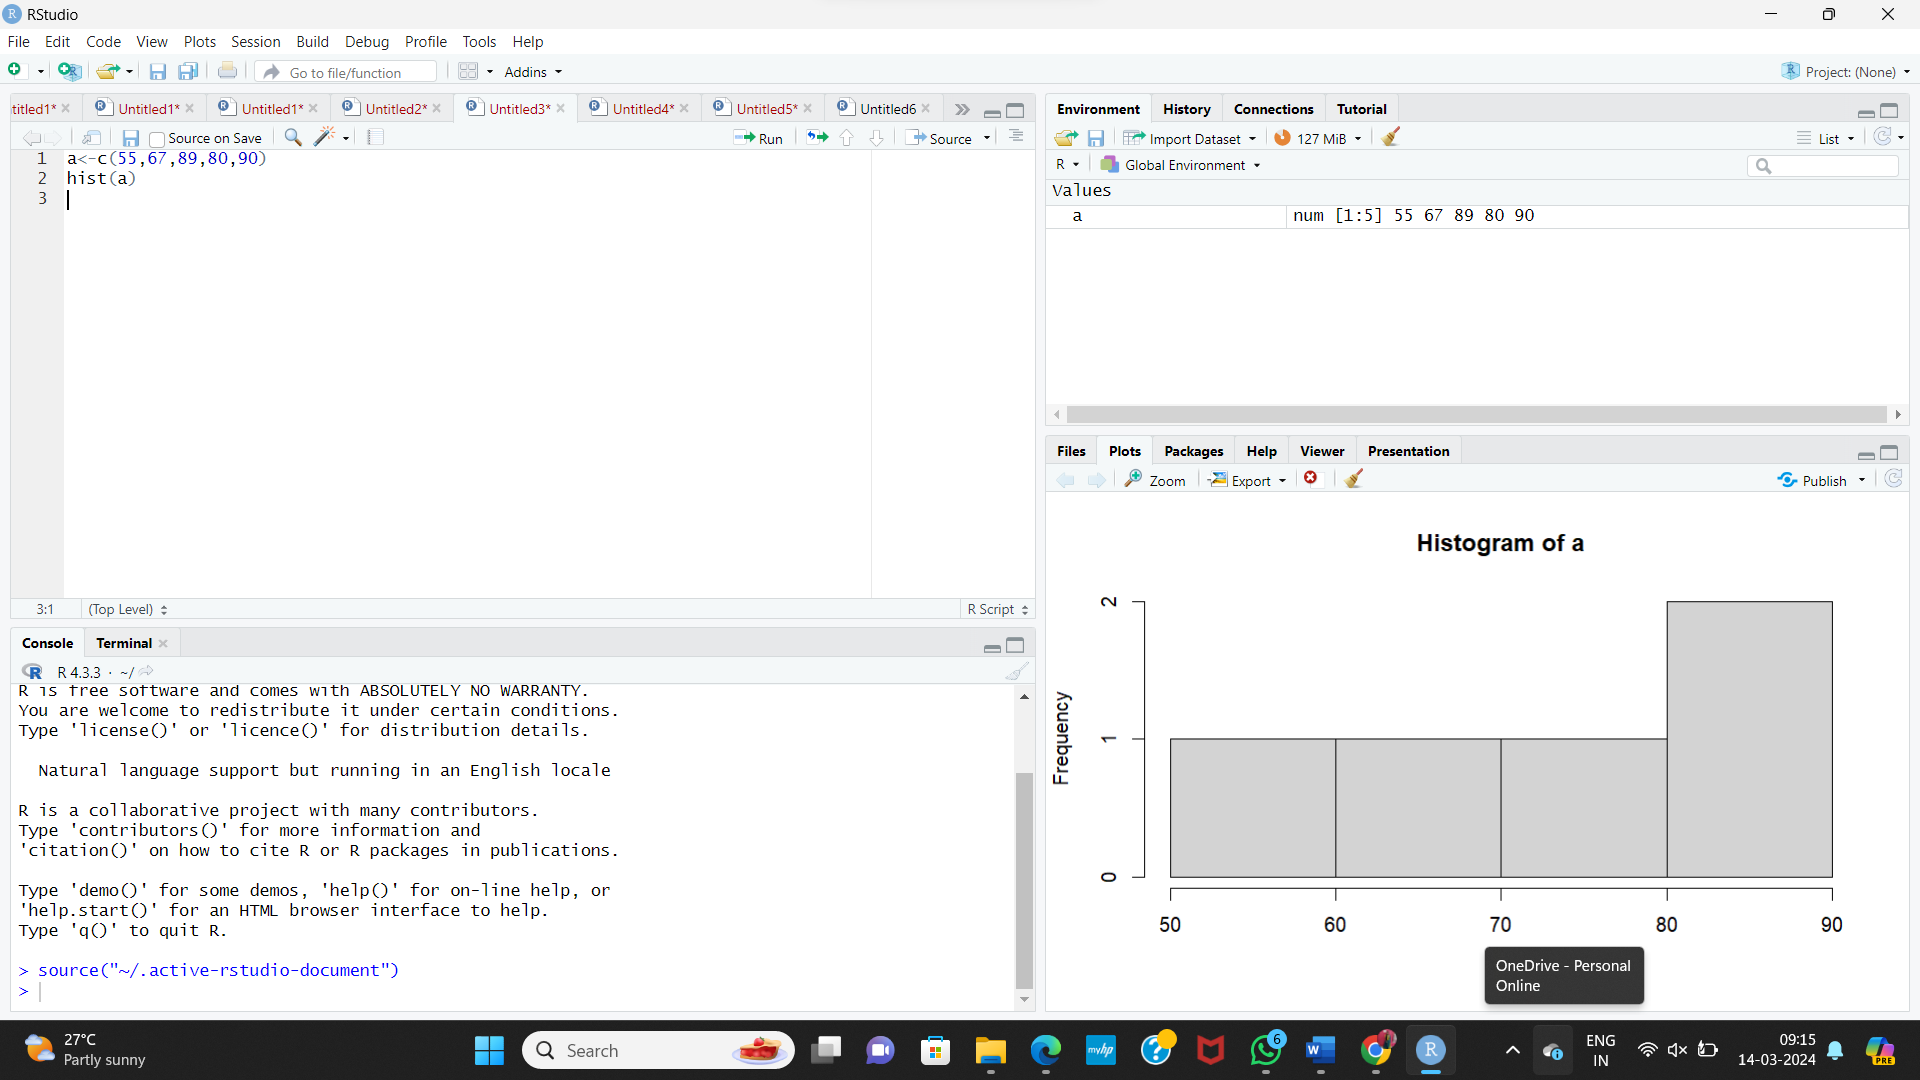 RStudio
File Edit Code View Plots Session Build Debug Profile Tools Help
Go to file/function Addins Project: (None)
titled1* Untitled1* Untitled1* Untitled2* Untitled3* Untitled4* Untitled5* Untitled6
Source on Save Run Source
1 a<-c(55,67,89,80,90)
2 hist(a)
3
3:1 (Top Level) R Script
Console Terminal
R 4.3.3 · ~/
R is free software and comes with ABSOLUTELY NO WARRANTY.
You are welcome to redistribute it under certain conditions.
Type 'license()' or 'licence()' for distribution details.
Natural language support but running in an English locale
R is a collaborative project with many contributors.
Type 'contributors()' for more information and
'citation()' on how to cite R or R packages in publications.
Type 'demo()' for some demos, 'help()' for on-line help, or
'help.start()' for an HTML browser interface to help.
Type 'q()' to quit R.
> source("~/.active-rstudio-document")
>
Environment History Connections Tutorial
Import Dataset 127 MiB List
R Global Environment
Values
a num [1:5] 55 67 89 80 90
Files Plots Packages Help Viewer Presentation
Zoom Export Publish
Histogram of a
Frequency
2
1
0
50 60 70 80 90
OneDrive - Personal
Online
27°C
Partly sunny
Search
myhp
6
W
R
ENG
IN
09:15
14-03-2024
PRE